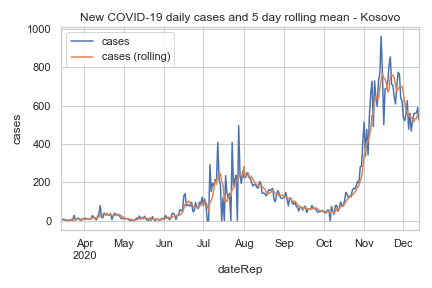 New COVID-19 daily cases and 5 day rolling mean - Kosovo
1000
800
600
400
200
0
cases
cases
cases (rolling)
Apr May Jun Jul Aug Sep Oct Nov Dec
2020
dateRep